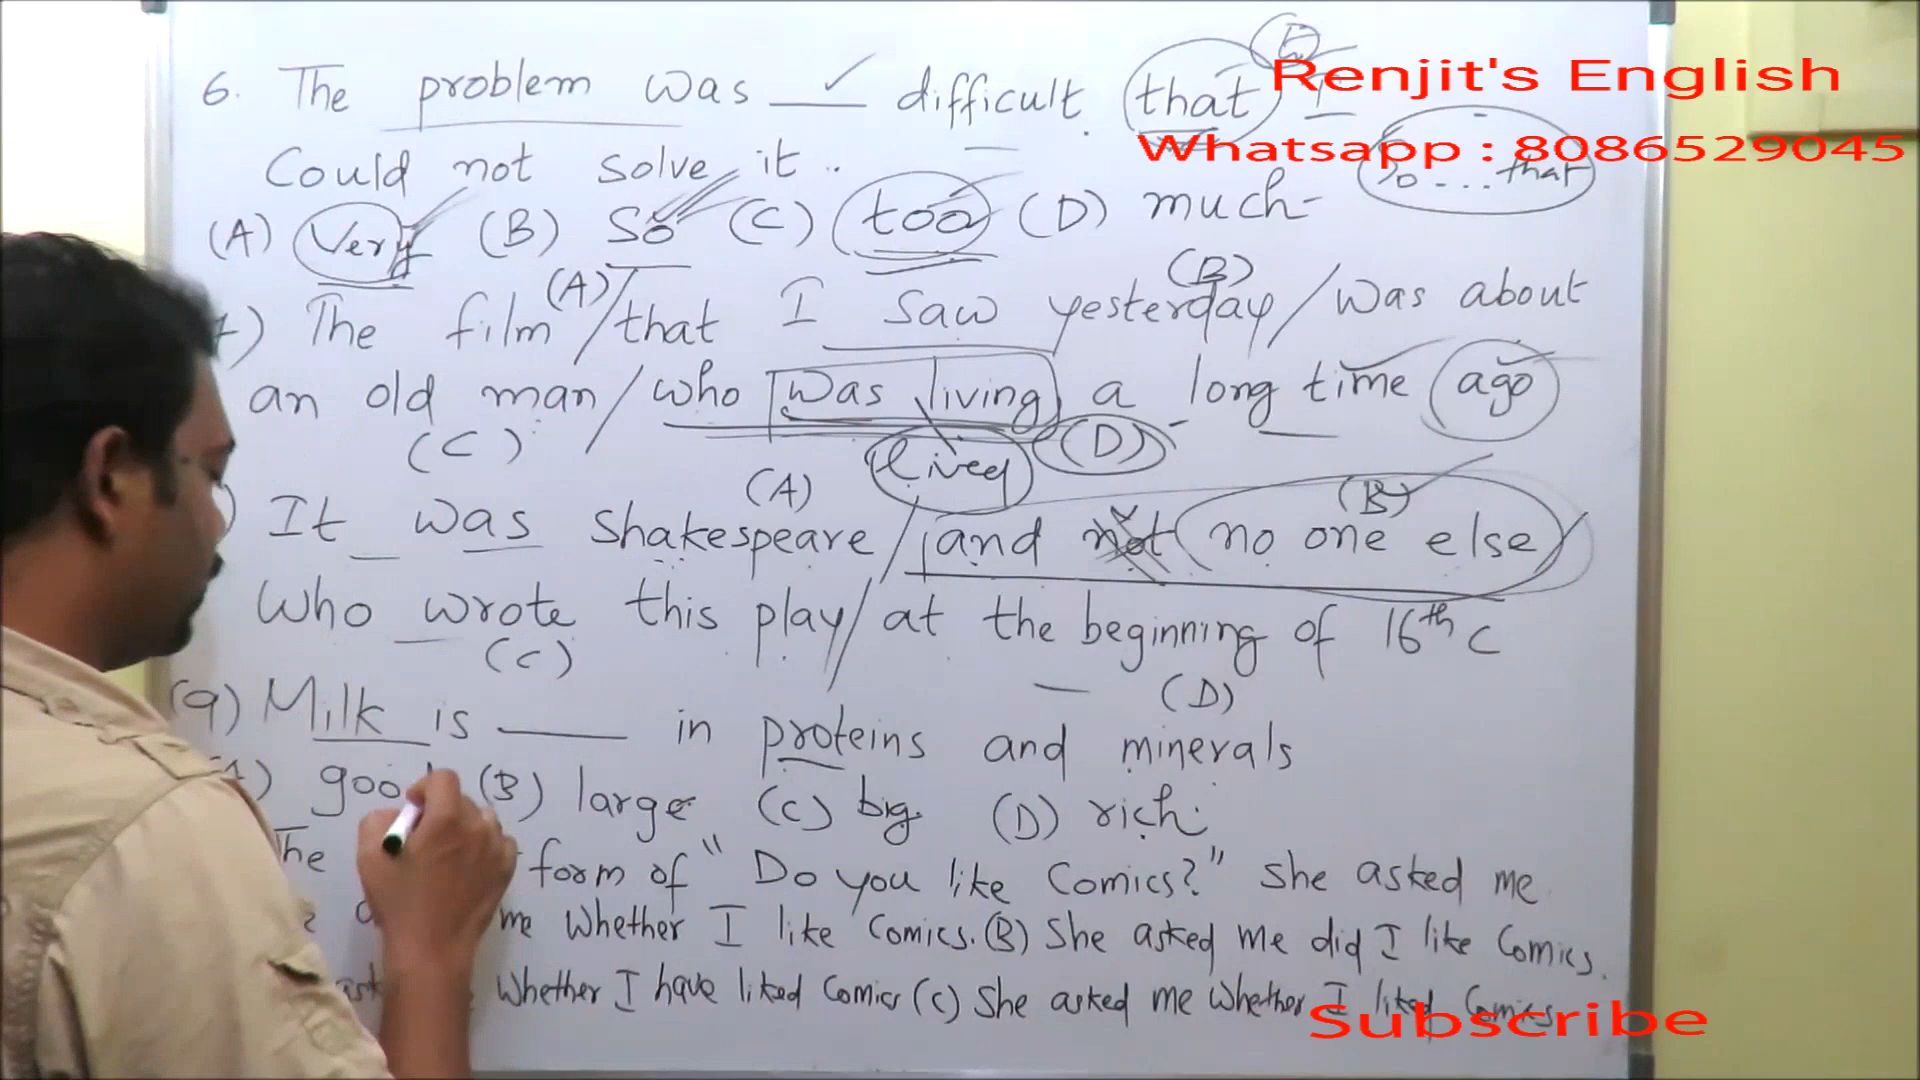 6. The problem was ___ difficult that I
to
Renjit's English
Whatsapp : 8086529045
Could not solve it ..
so ... that
(A) Very (B) So (C) too (D) much
(A) (B)
) The film / that I saw yesterday / was about
an old man / who was living a long time ago
(C) lived (D)
(A) (B)
) It was Shakespeare / and not no one else
who wrote this play / at the beginning of 16th C
(C) (D)
(9) Milk is ___ in proteins and minerals
) good (B) large (C) big (D) rich
The form of "Do you like Comics?" She asked me
me whether I like Comics. (B) She asked me did I like Comics.
whether I have liked Comics (C) She asked me whether I liked Comics
Subscribe